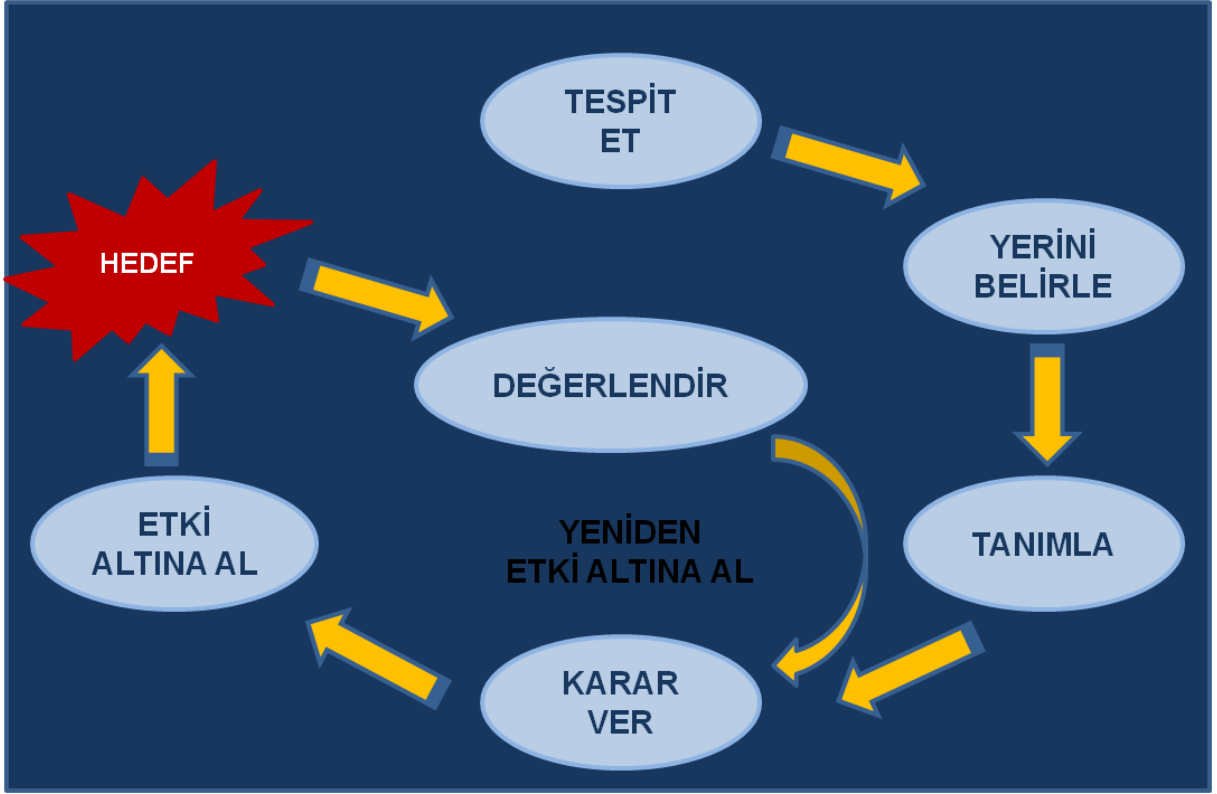 TESPİT
ET
YERİNİ
BELİRLE
HEDEF
DEĞERLENDİR
ETKİ
ALTINA AL
YENİDEN
ETKİ ALTINA AL
TANIMLA
KARAR
VER